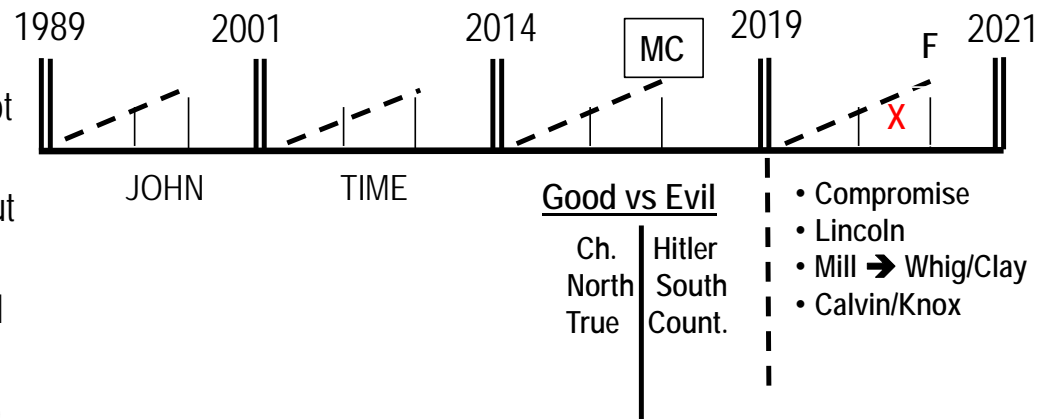 1989 2001 2014 2019 2021
MC
F
X
JOHN TIME
Good vs Evil
Ch. Hitler
North South
True Count.
• Compromise
• Lincoln
• Mill ➔ Whig/Clay
• Calvin/Knox